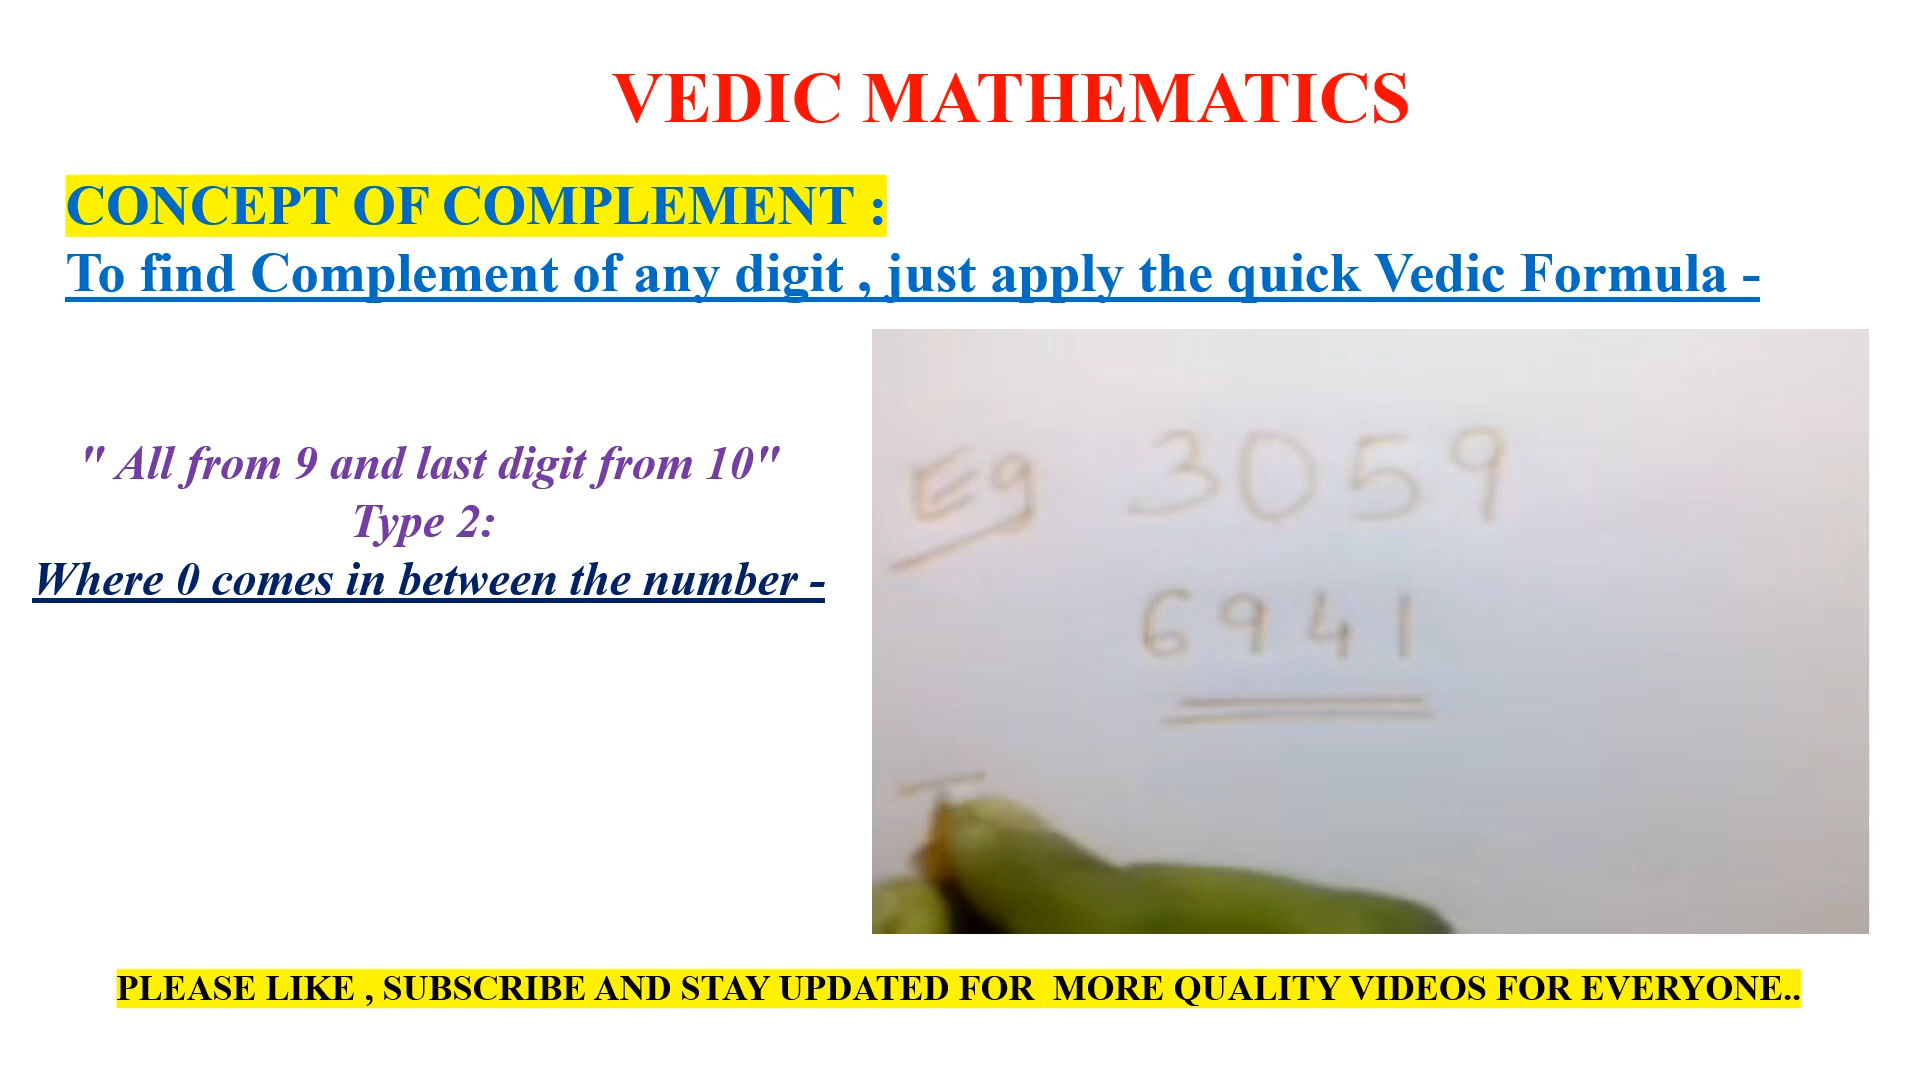 VEDIC MATHEMATICS
CONCEPT OF COMPLEMENT :
To find Complement of any digit , just apply the quick Vedic Formula -
" All from 9 and last digit from 10"
Type 2:
Where 0 comes in between the number -
Eg 3059
6941
PLEASE LIKE , SUBSCRIBE AND STAY UPDATED FOR MORE QUALITY VIDEOS FOR EVERYONE..